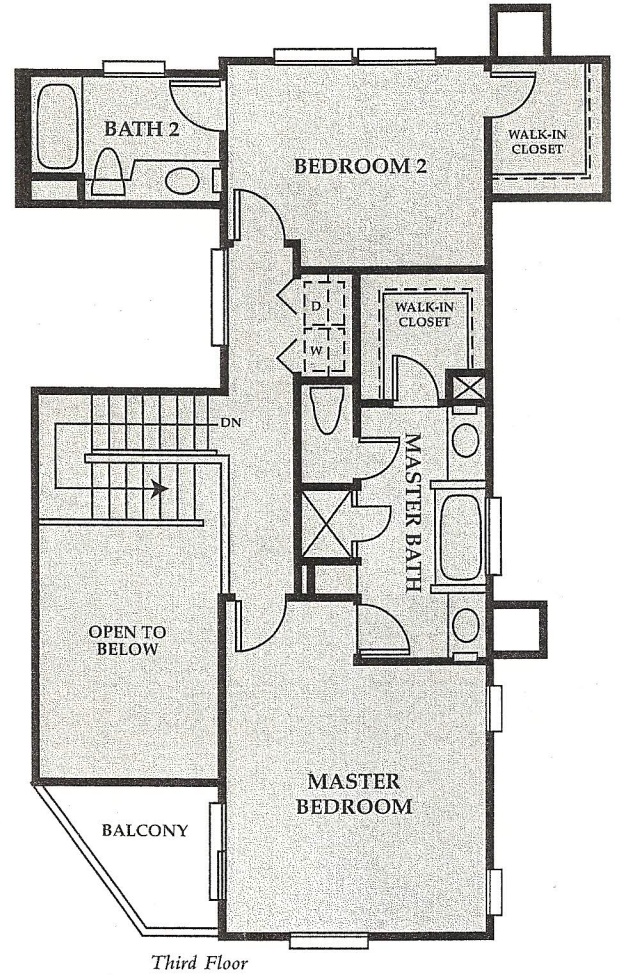 BATH 2
BEDROOM 2
WALK-IN
CLOSET
D
W
WALK-IN
CLOSET
DN
MASTER BATH
OPEN TO
BELOW
MASTER
BEDROOM
BALCONY
Third Floor